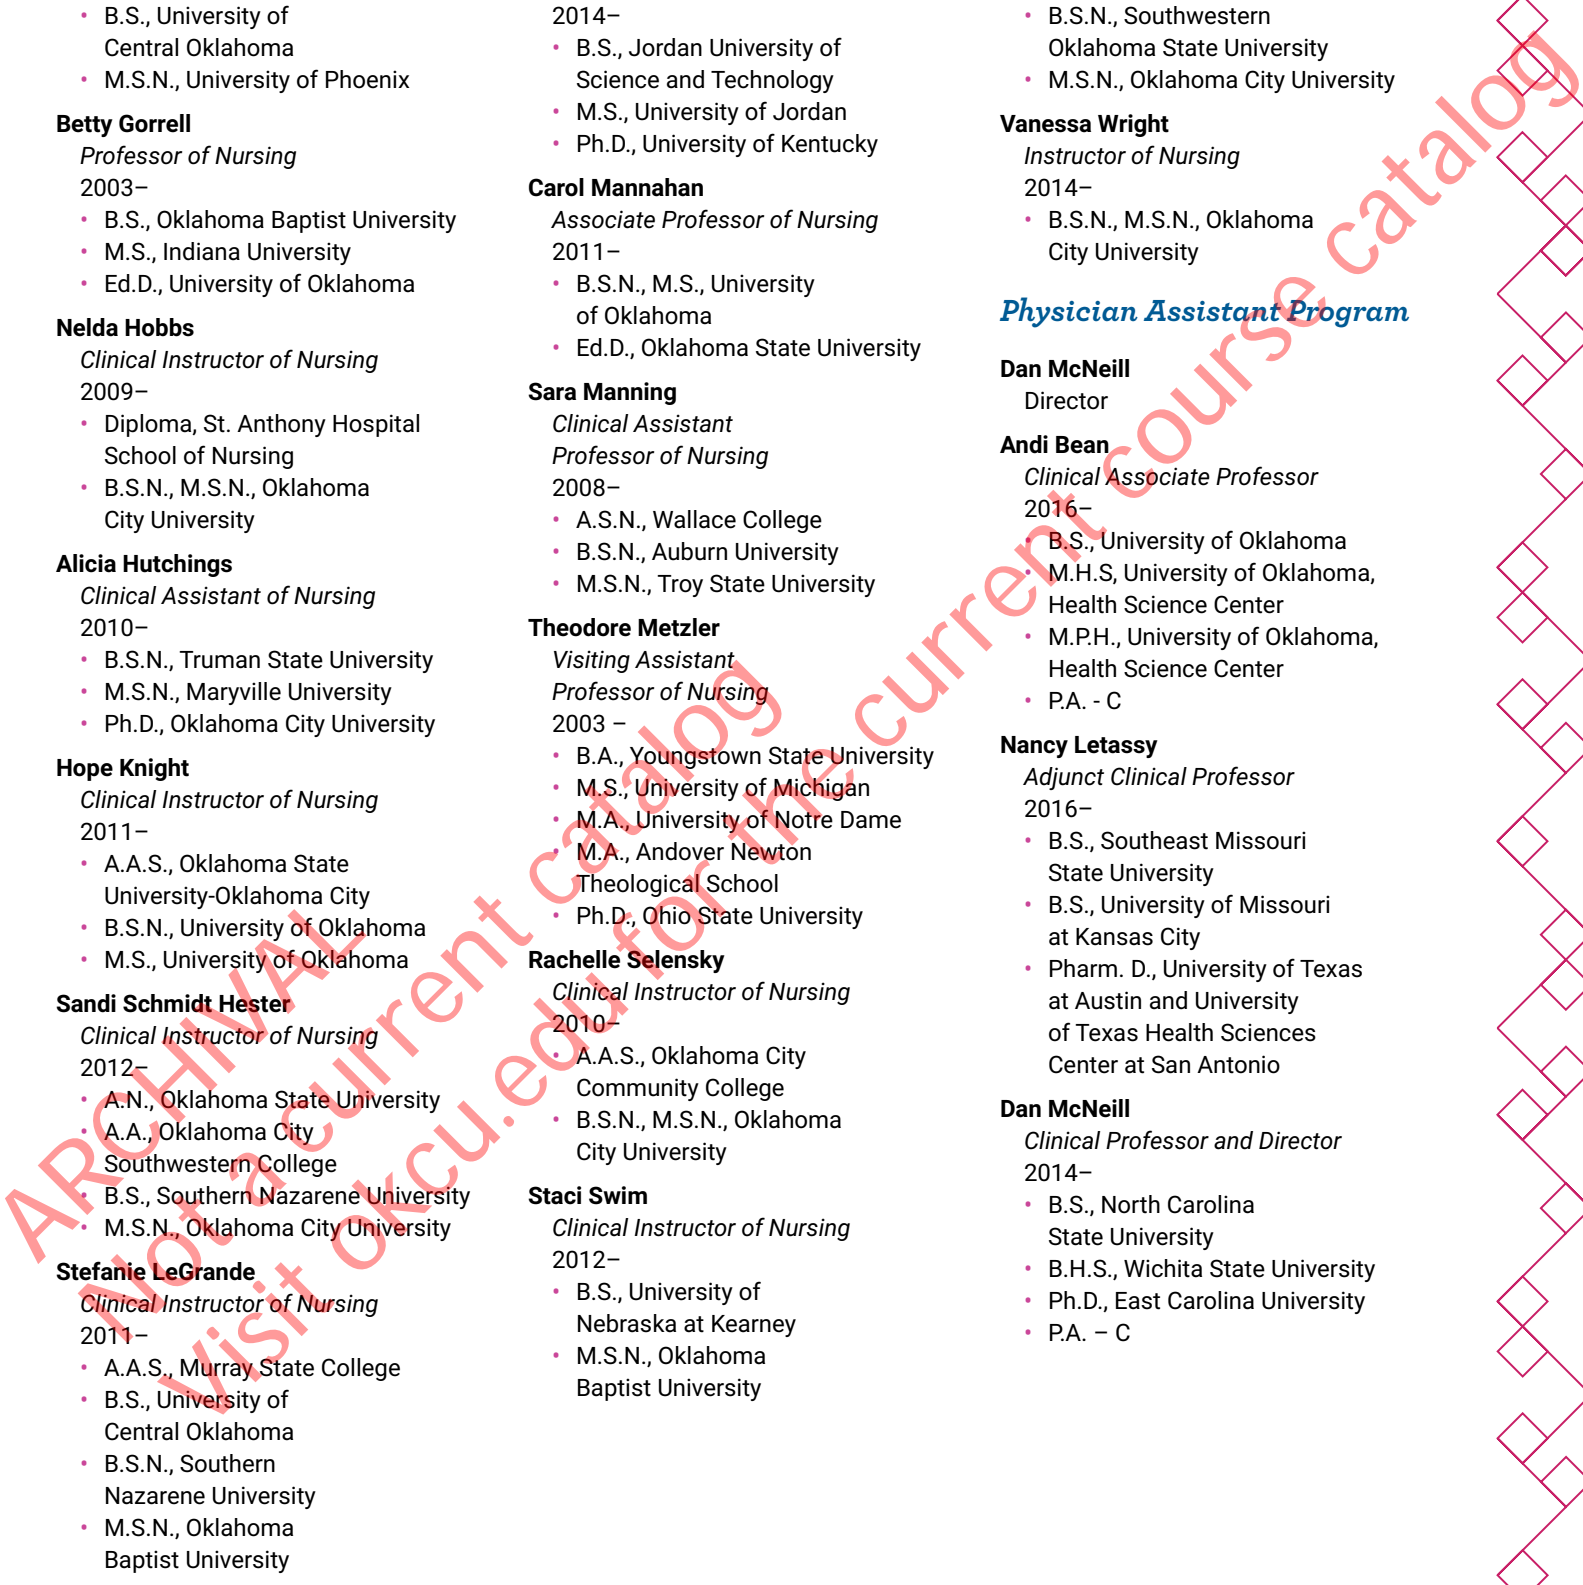 • B.S., University of
Central Oklahoma
• M.S.N., University of Phoenix
Betty Gorrell
Professor of Nursing
2003–
• B.S., Oklahoma Baptist University
• M.S., Indiana University
• Ed.D., University of Oklahoma
Nelda Hobbs
Clinical Instructor of Nursing
2009–
• Diploma, St. Anthony Hospital
School of Nursing
• B.S.N., M.S.N., Oklahoma
City University
Alicia Hutchings
Clinical Assistant of Nursing
2010–
• B.S.N., Truman State University
• M.S.N., Maryville University
• Ph.D., Oklahoma City University
Hope Knight
Clinical Instructor of Nursing
2011–
• A.A.S., Oklahoma State
University-Oklahoma City
• B.S.N., University of Oklahoma
• M.S., University of Oklahoma
Sandi Schmidt Hester
Clinical Instructor of Nursing
2012–
• A.N., Oklahoma State University
• A.A., Oklahoma City
Southwestern College
• B.S., Southern Nazarene University
• M.S.N., Oklahoma City University
Stefanie LeGrande
Clinical Instructor of Nursing
2011–
• A.A.S., Murray State College
• B.S., University of
Central Oklahoma
• B.S.N., Southern
Nazarene University
• M.S.N., Oklahoma
Baptist University
2014–
• B.S., Jordan University of
Science and Technology
• M.S., University of Jordan
• Ph.D., University of Kentucky
Carol Mannahan
Associate Professor of Nursing
2011–
• B.S.N., M.S., University
of Oklahoma
• Ed.D., Oklahoma State University
Sara Manning
Clinical Assistant
Professor of Nursing
2008–
• A.S.N., Wallace College
• B.S.N., Auburn University
• M.S.N., Troy State University
Theodore Metzler
Visiting Assistant
Professor of Nursing
2003 –
• B.A., Youngstown State University
• M.S., University of Michigan
• M.A., University of Notre Dame
• M.A., Andover Newton
Theological School
• Ph.D., Ohio State University
Rachelle Selensky
Clinical Instructor of Nursing
2010–
• A.A.S., Oklahoma City
Community College
• B.S.N., M.S.N., Oklahoma
City University
Staci Swim
Clinical Instructor of Nursing
2012–
• B.S., University of
Nebraska at Kearney
• M.S.N., Oklahoma
Baptist University
• B.S.N., Southwestern
Oklahoma State University
• M.S.N., Oklahoma City University
Vanessa Wright
Instructor of Nursing
2014–
• B.S.N., M.S.N., Oklahoma
City University
Physician Assistant Program
Dan McNeill
Director
Andi Bean
Clinical Associate Professor
2016–
• B.S., University of Oklahoma
• M.H.S, University of Oklahoma,
Health Science Center
• M.P.H., University of Oklahoma,
Health Science Center
• P.A. - C
Nancy Letassy
Adjunct Clinical Professor
2016–
• B.S., Southeast Missouri
State University
• B.S., University of Missouri
at Kansas City
• Pharm. D., University of Texas
at Austin and University
of Texas Health Sciences
Center at San Antonio
Dan McNeill
Clinical Professor and Director
2014–
• B.S., North Carolina
State University
• B.H.S., Wichita State University
• Ph.D., East Carolina University
• P.A. – C
ARCHIVAL
Not a current catalog
Visit okcu.edu for the current course catalog